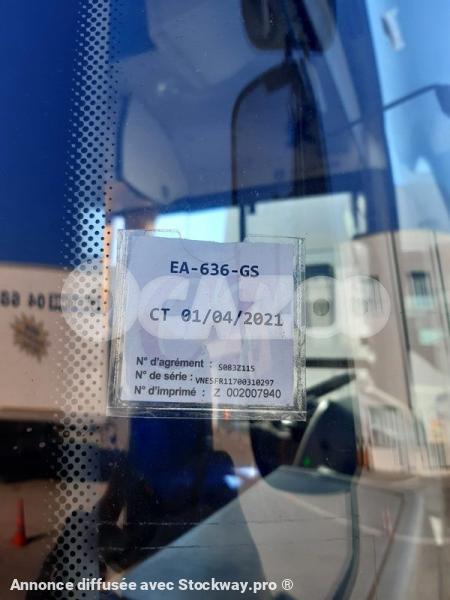 EA-636-GS
CT 01/04/2021
N° d'agrément : S083Z115
N° de série : VNESFR11700310297
N° d'imprimé : Z 002007940
OCAZOO
Annonce diffusée avec Stockway.pro ®